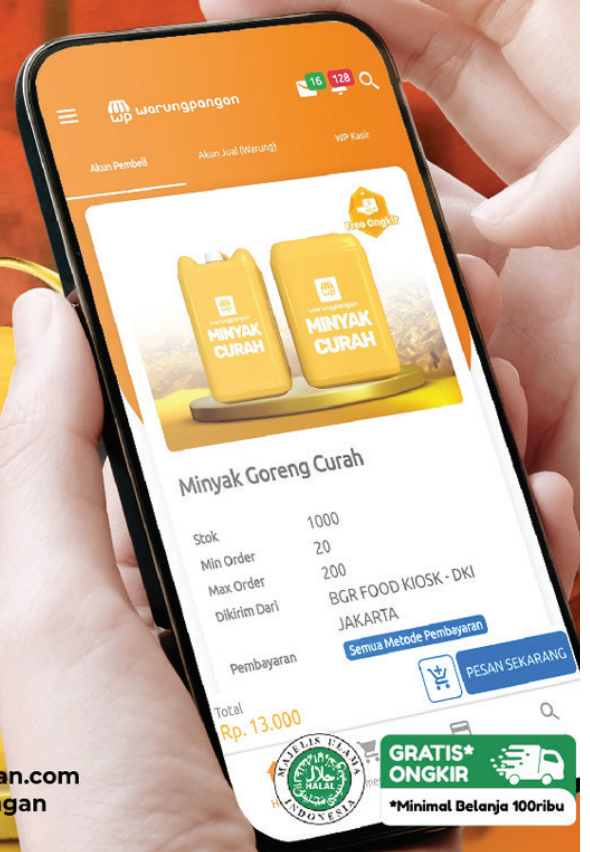 warungpangan
16
128
Akun Pembeli
Akun Jual (Warung)
WP Kasir
Free Ongkir
wp
warungpangan
MINYAK
CURAH
wp
warungpangan
MINYAK
CURAH
Minyak Goreng Curah
Stok 1000
Min Order 20
Max Order 200
Dikirim Dari BGR FOOD KIOSK - DKI
JAKARTA
Pembayaran Semua Metode Pembayaran
Total
Rp. 13.000
PESAN SEKARANG
MAJELIS ULAMA
HALAL
INDONESIA
GRATIS*
ONGKIR
*Minimal Belanja 100ribu
an.com
gan